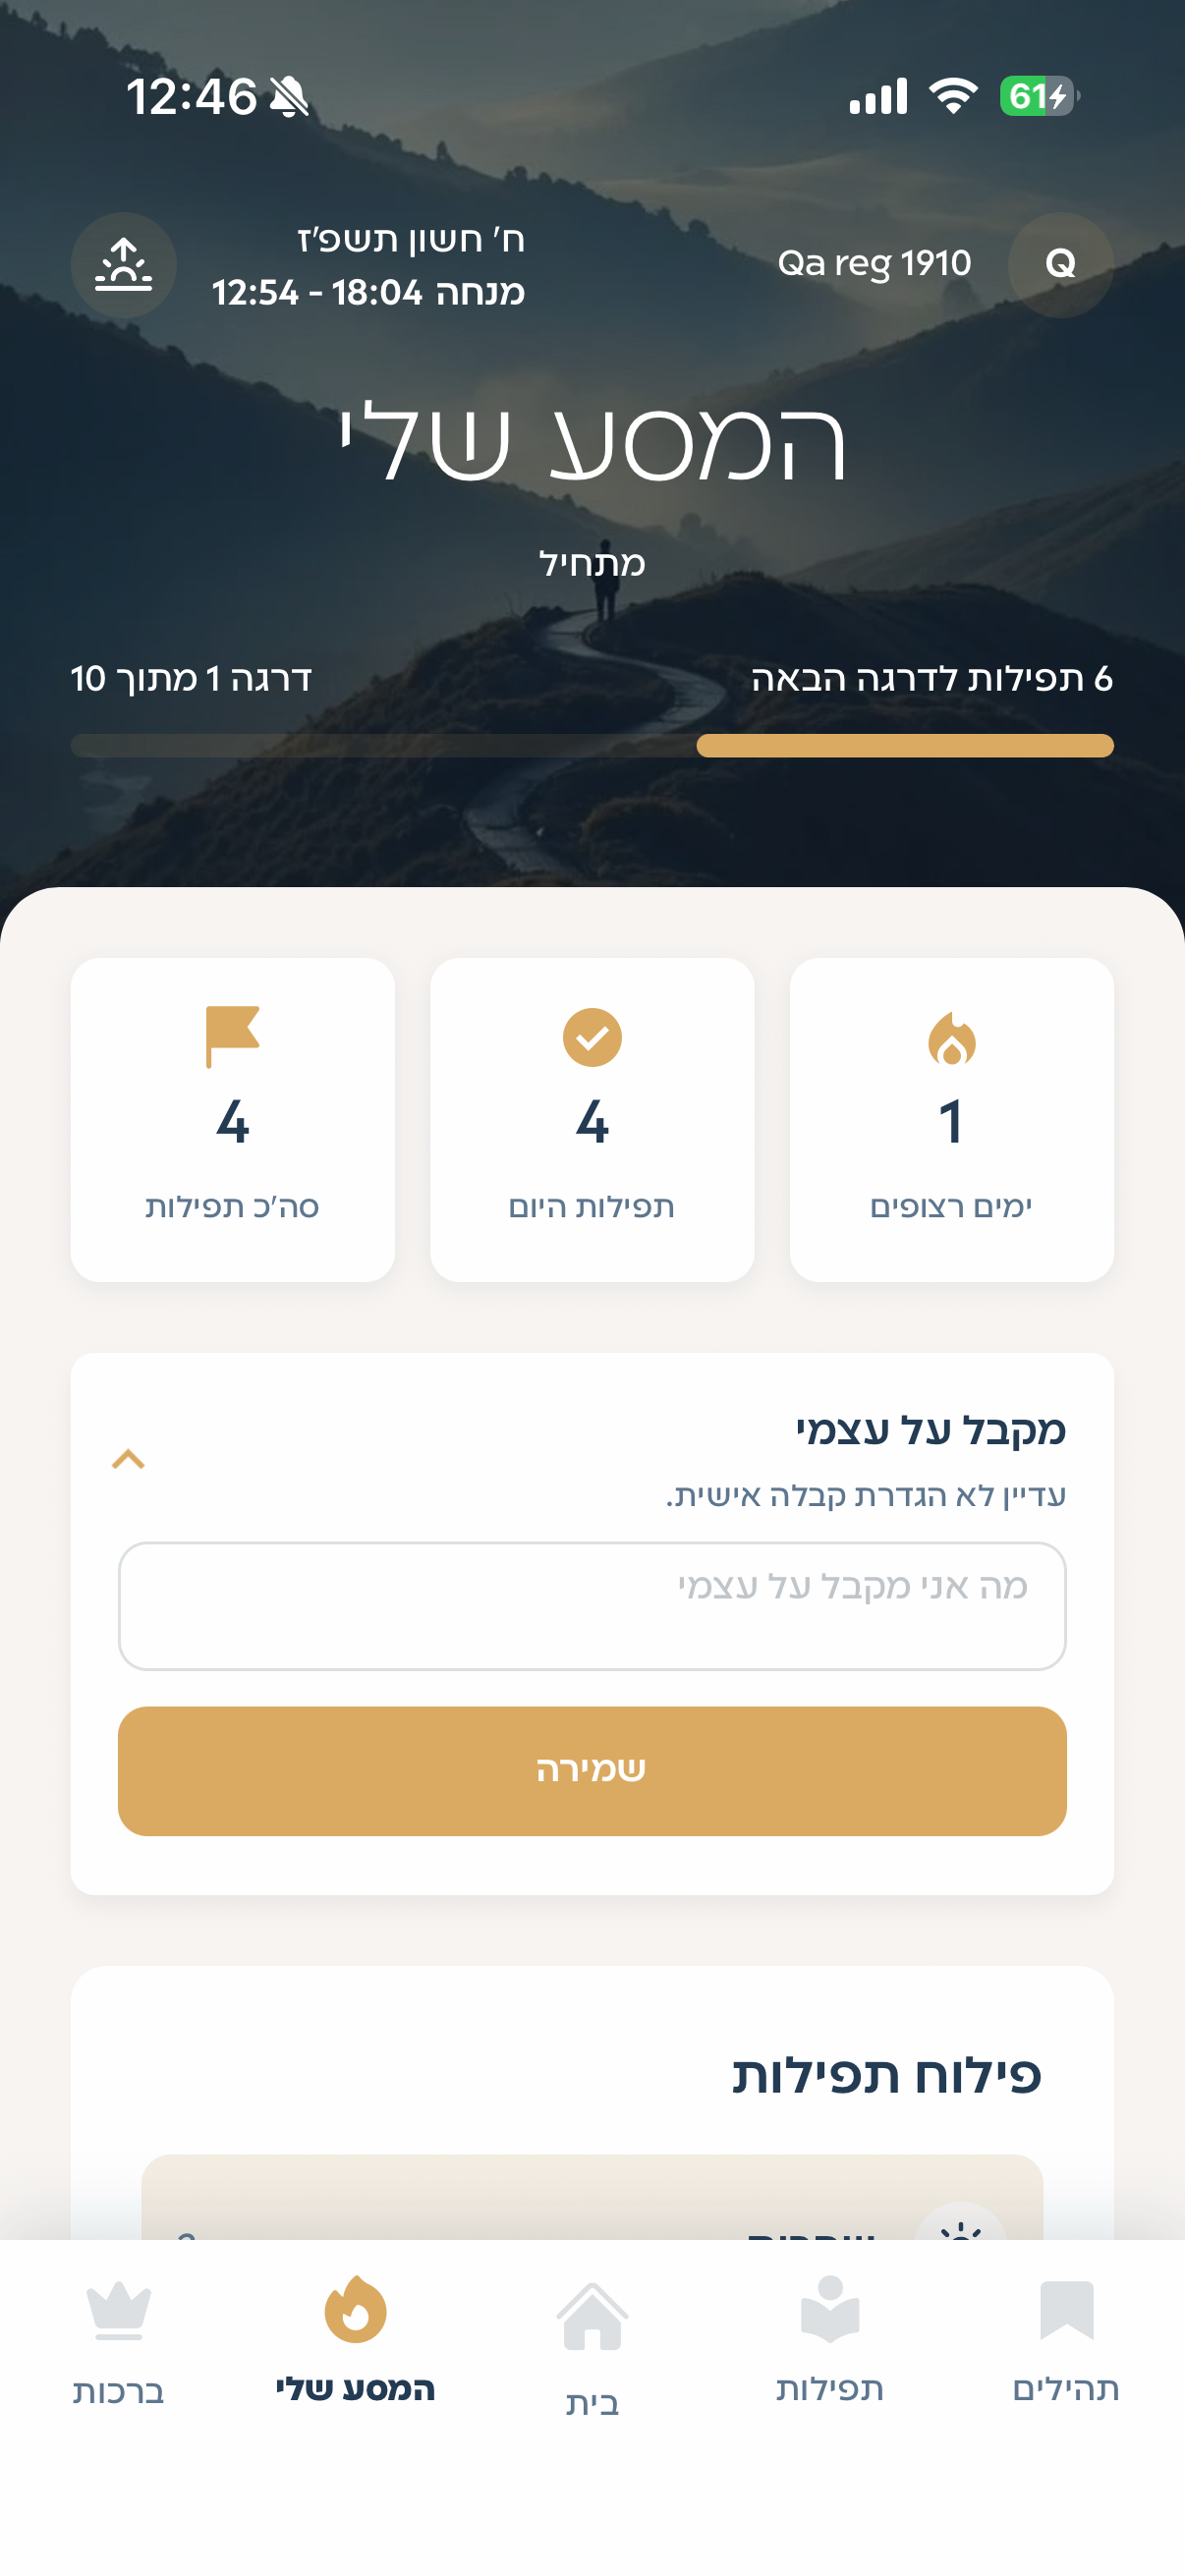 12:46
61
Qa reg 1910
Q
ח' חשון תשפ'ז
מנחה 18:04 - 12:54
המסע שלי
מתחיל
6 תפילות לדרגה הבאה
דרגה 1 מתוך 10
1
ימים רצופים
4
תפילות היום
4
סה'כ תפילות
מקבל על עצמי
עדיין לא הגדרת קבלה אישית.
מה אני מקבל על עצמי
שמירה
פילוח תפילות
תהילים
תפילות
בית
המסע שלי
ברכות